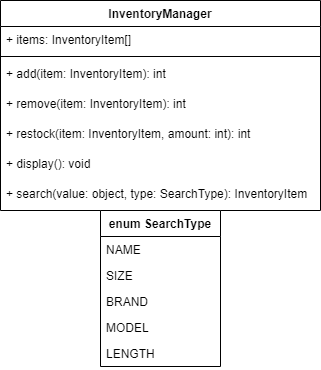 InventoryManager
+ items: InventoryItem[]
+ add(item: InventoryItem): int
+ remove(item: InventoryItem): int
+ restock(item: InventoryItem, amount: int): int
+ display(): void
+ search(value: object, type: SearchType): InventoryItem
enum SearchType
NAME
SIZE
BRAND
MODEL
LENGTH